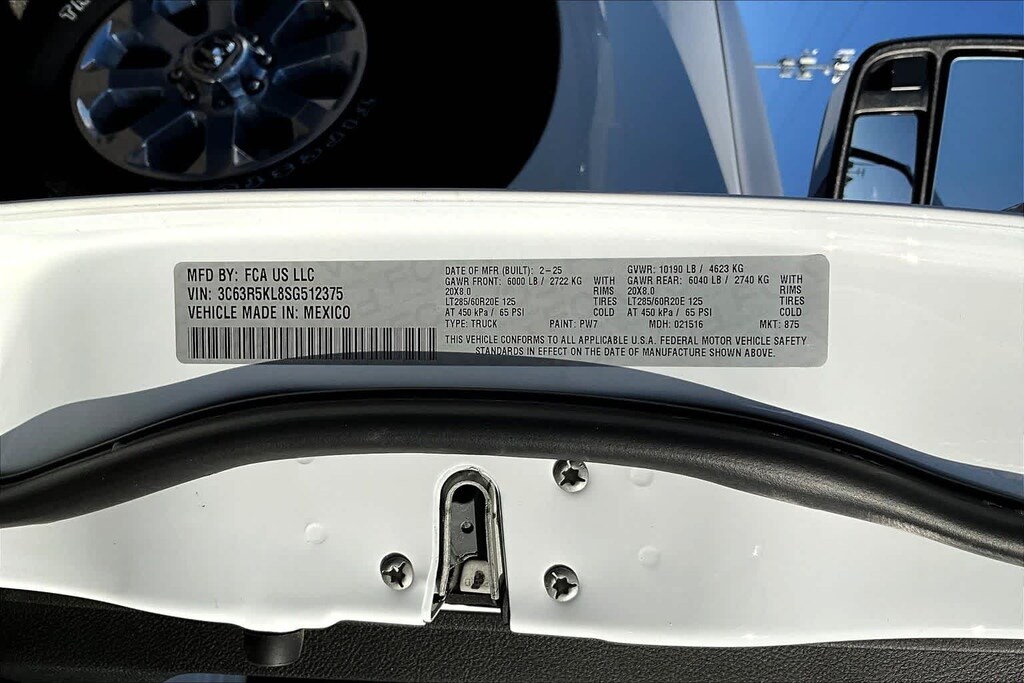 MFD BY: FCA US LLC
VIN: 3C63R5KL8SG512375
VEHICLE MADE IN: MEXICO
DATE OF MFR (BUILT): 2-25 GVWR: 10190 LB / 4623 KG
GAWR FRONT: 6000 LB / 2722 KG WITH GAWR REAR: 6040 LB / 2740 KG WITH
20X8.0 RIMS 20X8.0 RIMS
LT285/60R20E 125 TIRES LT285/60R20E 125 TIRES
AT 450 kPa / 65 PSI COLD AT 450 kPa / 65 PSI COLD
TYPE: TRUCK PAINT: PW7 MDH: 021516 MKT: 875
THIS VEHICLE CONFORMS TO ALL APPLICABLE U.S.A. FEDERAL MOTOR VEHICLE SAFETY
STANDARDS IN EFFECT ON THE DATE OF MANUFACTURE SHOWN ABOVE.